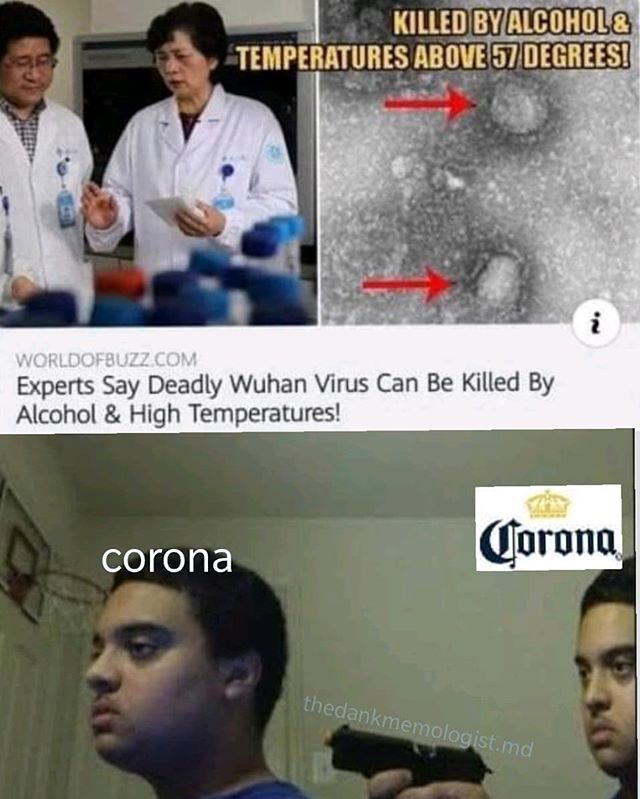 KILLED BY ALCOHOL &
TEMPERATURES ABOVE 57 DEGREES!
i
WORLDOFBUZZ.COM
Experts Say Deadly Wuhan Virus Can Be Killed By
Alcohol & High Temperatures!
corona
Corona
thedankmemologist.md